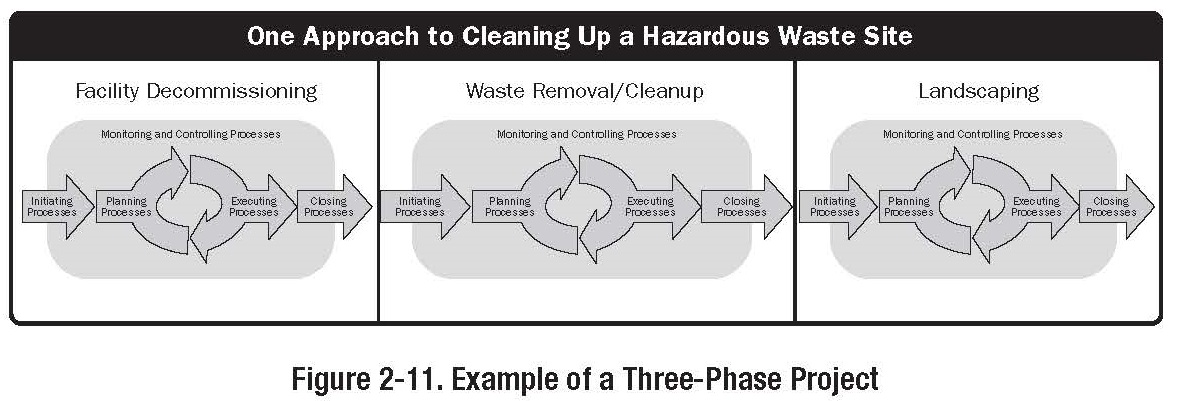 One Approach to Cleaning Up a Hazardous Waste Site
Facility Decommissioning
Monitoring and Controlling Processes
Initiating
Processes
Planning
Processes
Executing
Processes
Closing
Processes
Waste Removal/Cleanup
Monitoring and Controlling Processes
Initiating
Processes
Planning
Processes
Executing
Processes
Closing
Processes
Landscaping
Monitoring and Controlling Processes
Initiating
Processes
Planning
Processes
Executing
Processes
Closing
Processes
Figure 2-11. Example of a Three-Phase Project